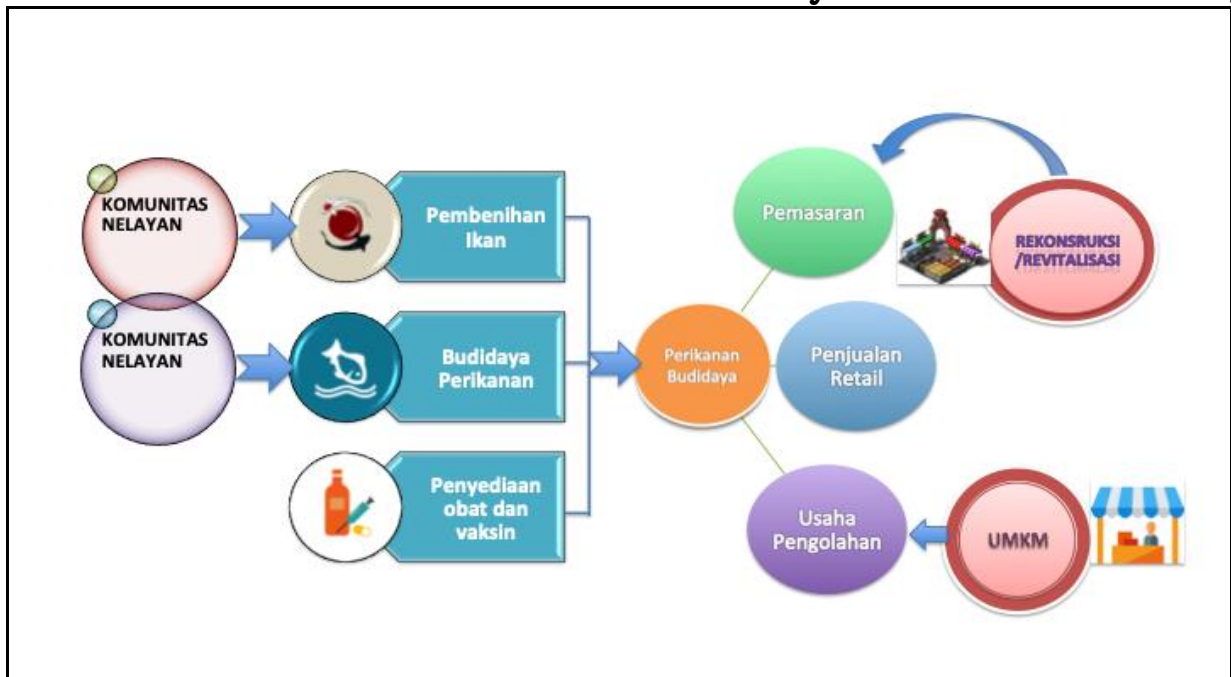 KOMUNITAS
NELAYAN
Pembenihan
Ikan
KOMUNITAS
NELAYAN
Budidaya
Perikanan
Penyediaan
obat dan
vaksin
Perikanan
Budidaya
Pemasaran
REKONSRUKSI
/REVITALISASI
Penjualan
Retail
Usaha
Pengolahan
UMKM